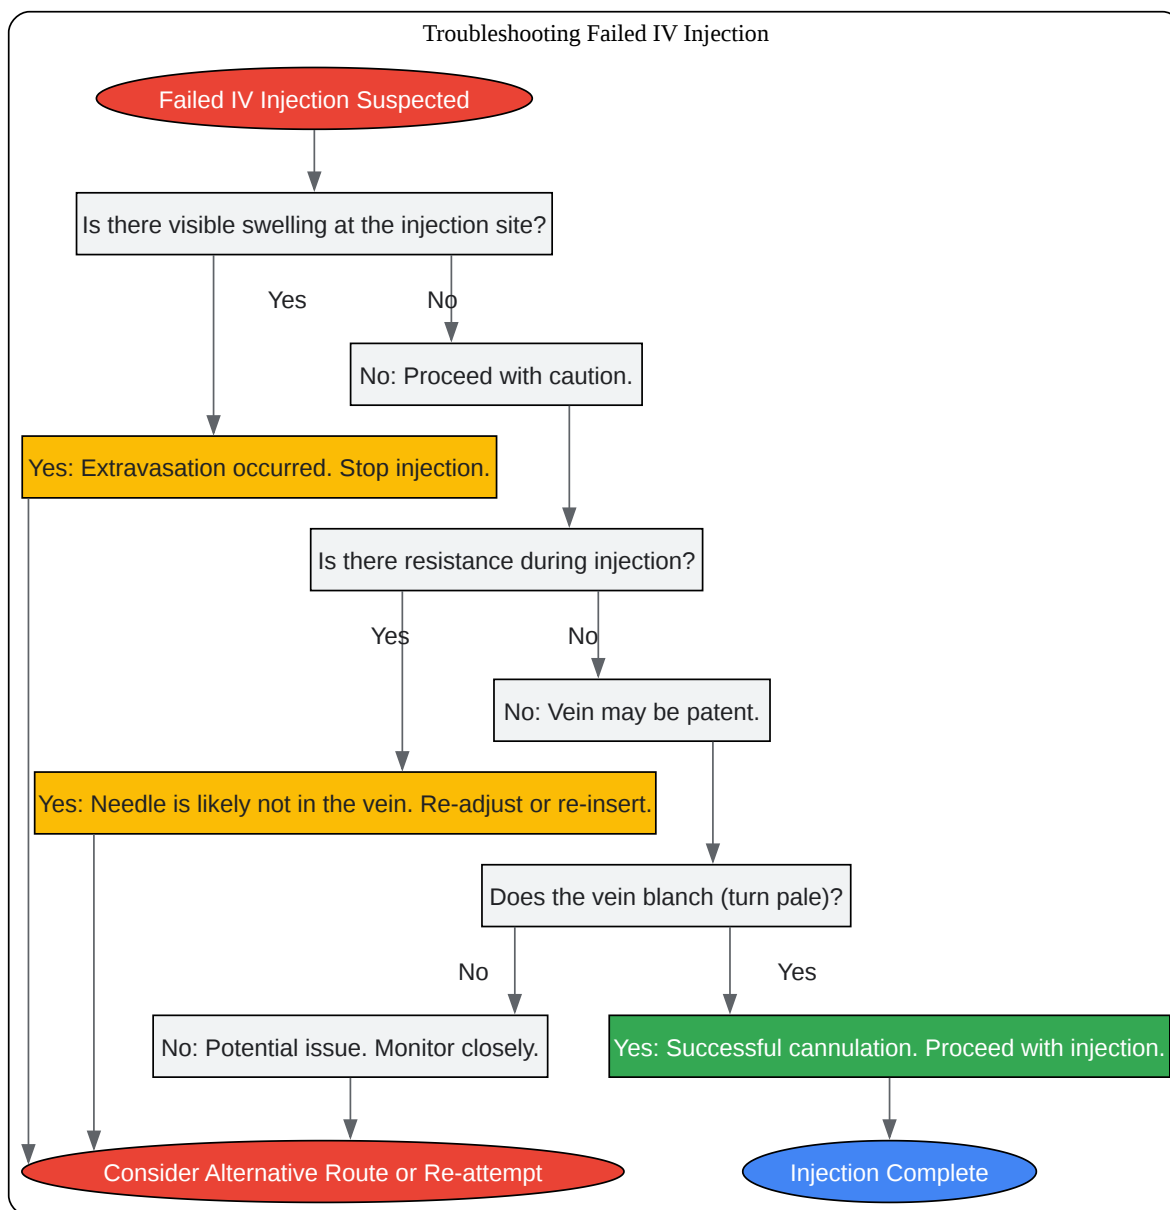 Troubleshooting Failed IV Injection
Failed IV Injection Suspected
Is there visible swelling at the injection site?
Yes
No
No: Proceed with caution.
Yes: Extravasation occurred. Stop injection.
Is there resistance during injection?
Yes
No
No: Vein may be patent.
Yes: Needle is likely not in the vein. Re-adjust or re-insert.
Does the vein blanch (turn pale)?
No
Yes
No: Potential issue. Monitor closely.
Yes: Successful cannulation. Proceed with injection.
Consider Alternative Route or Re-attempt
Injection Complete